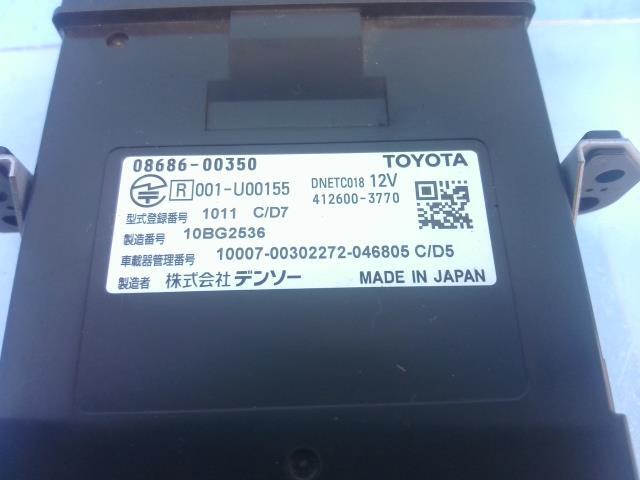 08686-00350 TOYOTA
R 001-U00155 DNETC018 12V
412600-3770
型式登録番号 1011 C/D7
製造番号 10BG2536
車載器管理番号 10007-00302272-046805 C/D5
製造者 株式会社 デンソー MADE IN JAPAN